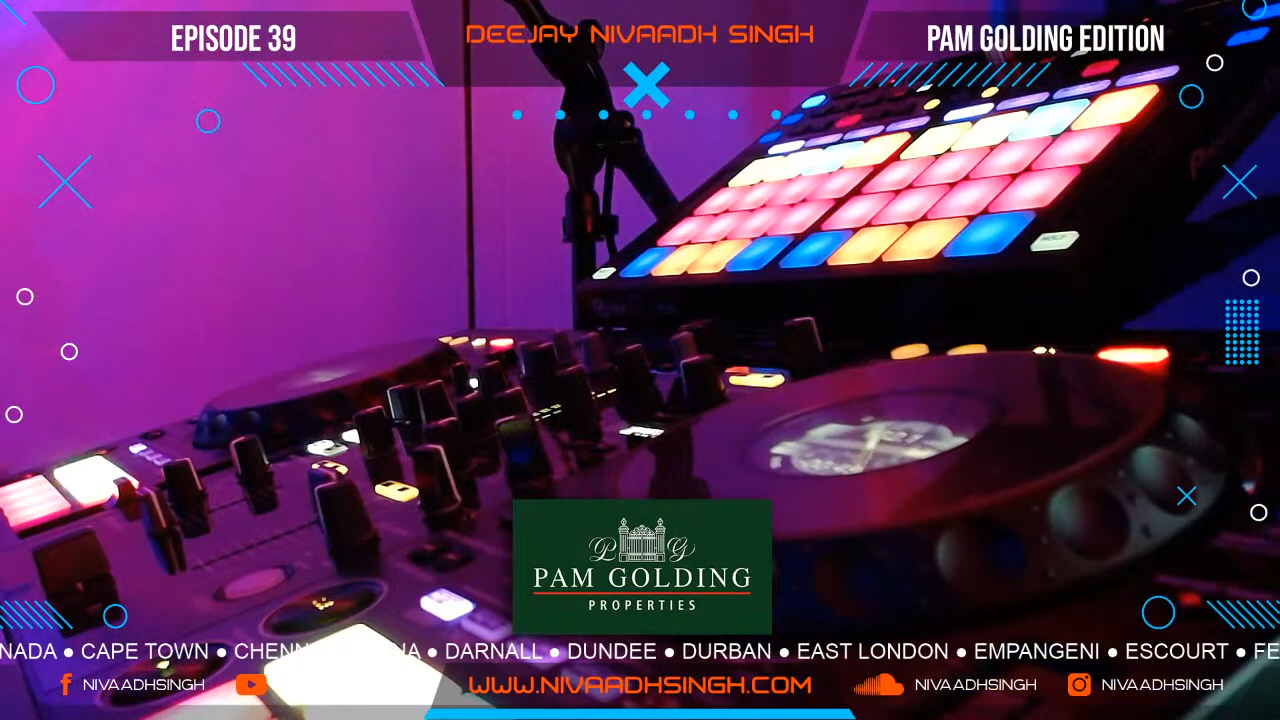 EPISODE 39
DEEJAY NIVAADH SINGH
PAM GOLDING EDITION
HOLD
P G
PAM GOLDING
PROPERTIES
NADA ● CAPE TOWN ● CHENN NA ● DARNALL ● DUNDEE ● DURBAN ● EAST LONDON ● EMPANGENI ● ESCOURT ● FE
NIVAADHSINGH
WWW.NIVAADHSINGH.COM
NIVAADHSINGH
NIVAADHSINGH